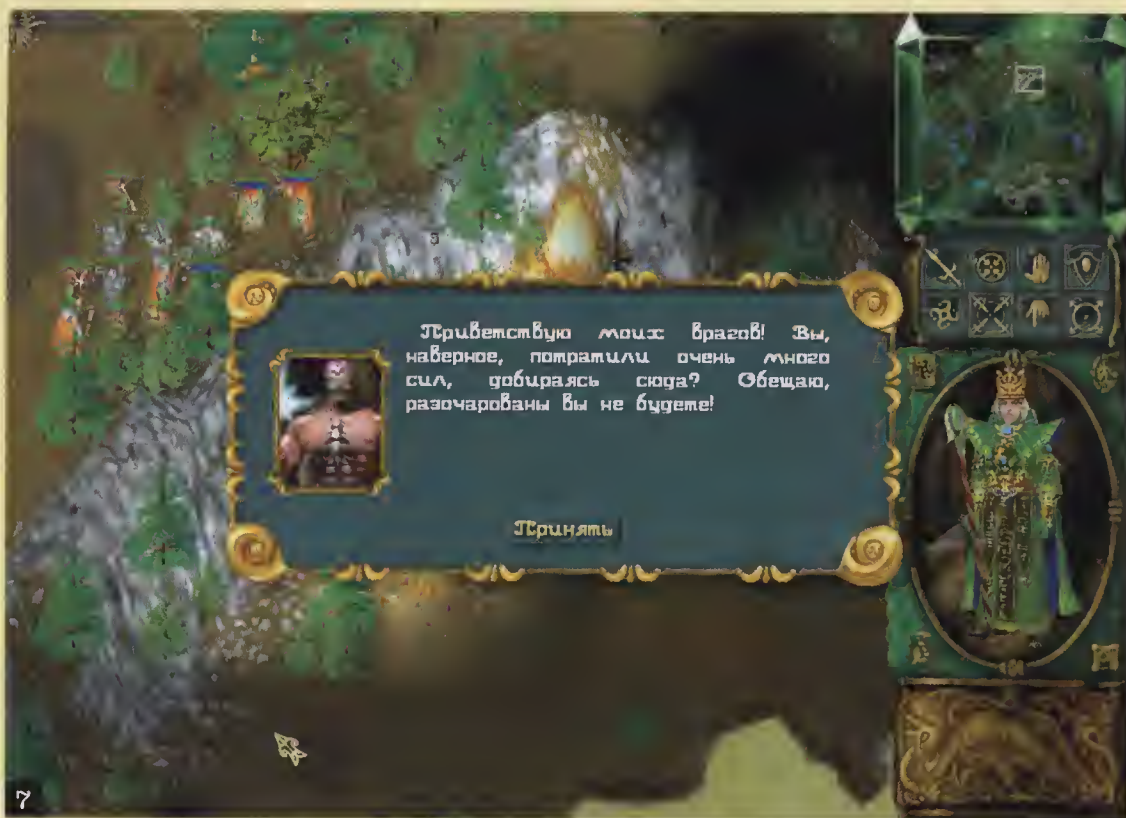 Приветствую моих врагов! Вы,
наверное, потратили очень много
сил, добираясь сюда? Обещаю,
разочарованы вы не будете!
Принять
7